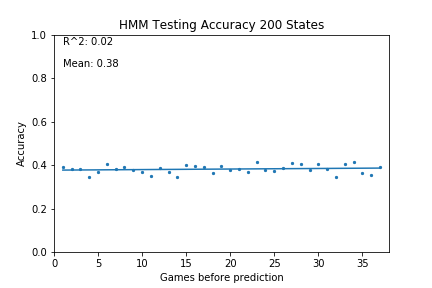 HMM Testing Accuracy 200 States
1.0
R^2: 0.02
Mean: 0.38
0.8
0.6
Accuracy
0.4
0.2
0.0
0 5 10 15 20 25 30 35
Games before prediction